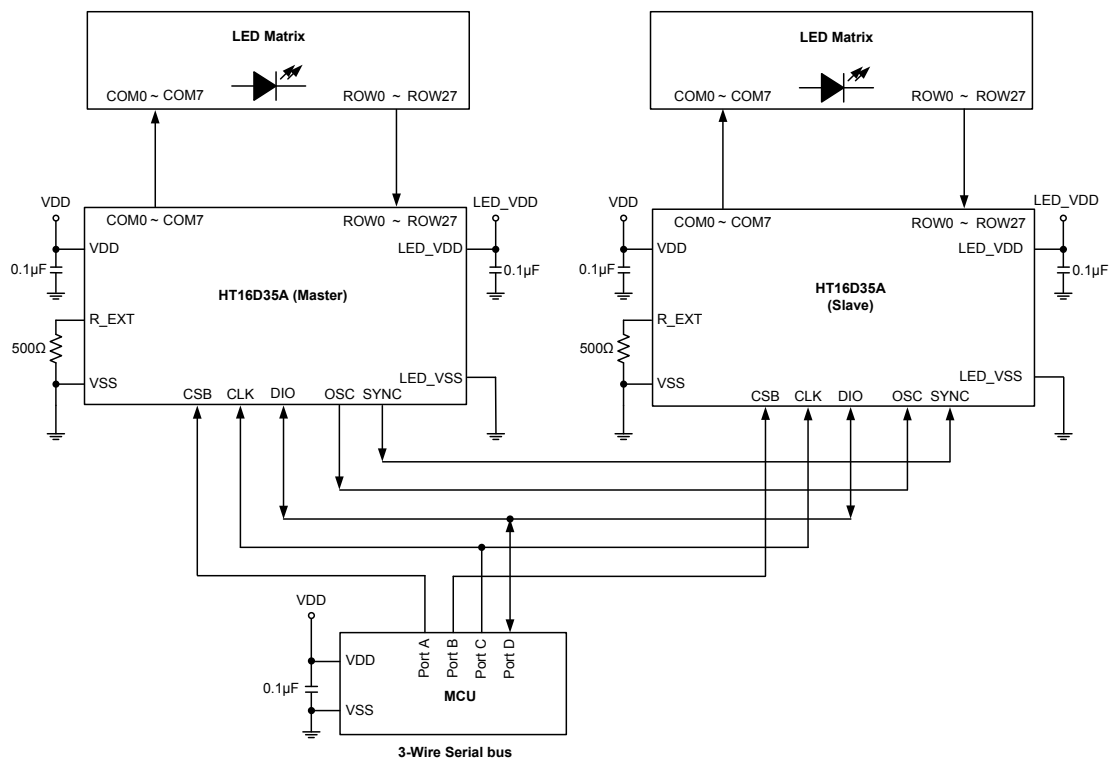 LED Matrix
COM0 ~ COM7
ROW0 ~ ROW27
LED Matrix
COM0 ~ COM7
ROW0 ~ ROW27
VDD
COM0 ~ COM7
ROW0 ~ ROW27
LED_VDD
VDD
LED_VDD
0.1μF
0.1μF
HT16D35A (Master)
R_EXT
500Ω
VSS
LED_VSS
CSB
CLK
DIO
OSC
SYNC
VDD
COM0 ~ COM7
ROW0 ~ ROW27
LED_VDD
VDD
LED_VDD
0.1μF
0.1μF
HT16D35A
(Slave)
R_EXT
500Ω
VSS
LED_VSS
CSB
CLK
DIO
OSC
SYNC
VDD
VDD
0.1μF
VSS
Port A
Port B
Port C
Port D
MCU
3-Wire Serial bus